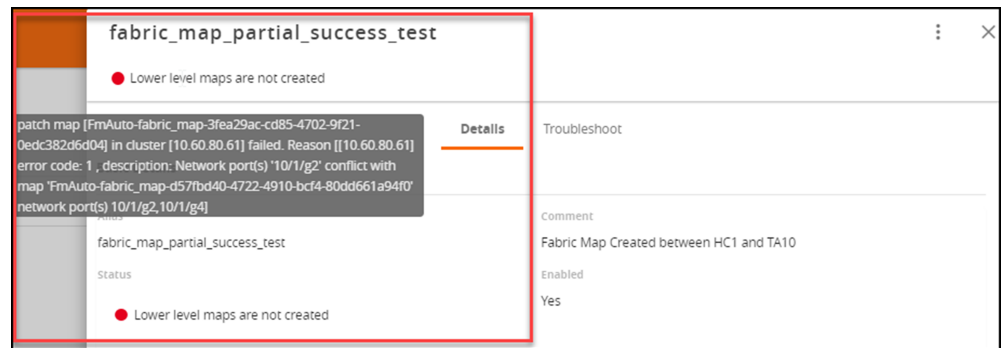 fabric_map_partial_success_test
Lower level maps are not created
patch map [FmAuto-fabric_map-3fea29ac-cd85-4702-9f21-
0edc382d6d04] in cluster [10.60.80.61] failed. Reason [[10.60.80.61]
error code: 1 , description: Network port(s) '10/1/g2' conflict with
map 'FmAuto-fabric_map-d57fbd40-4722-4910-bcf4-80dd661a94f0'
network port(s) 10/1/g2,10/1/g4]
Details
Troubleshoot
Alias
fabric_map_partial_success_test
Comment
Fabric Map Created between HC1 and TA10
Status
Lower level maps are not created
Enabled
Yes